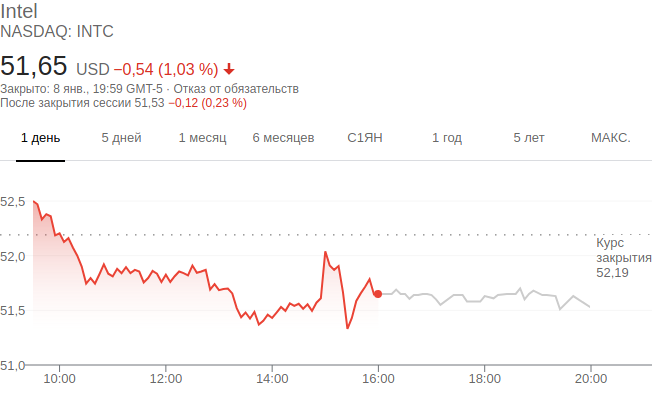 Intel
NASDAQ: INTC
51,65 USD −0,54 (1,03 %)
Закрыто: 8 янв., 19:59 GMT-5 · Отказ от обязательств
После закрытия сессии 51,53 −0,12 (0,23 %)
1 день 5 дней 1 месяц 6 месяцев С1ЯН 1 год 5 лет МАКС.
52,5
Курс
закрытия
52,19
52,0
51,5
51,0
10:00 12:00 14:00 16:00 18:00 20:00